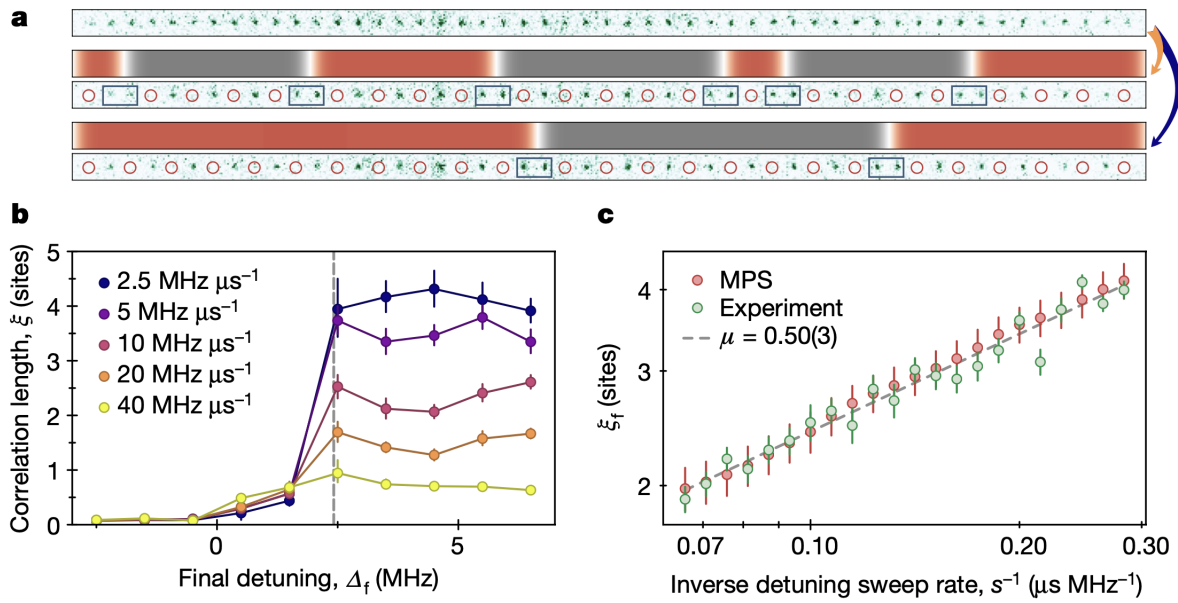 a
b
5
4
3
2
1
0
Correlation length, ξ (sites)
2.5 MHz μs⁻¹
5 MHz μs⁻¹
10 MHz μs⁻¹
20 MHz μs⁻¹
40 MHz μs⁻¹
0
5
Final detuning, Δf (MHz)
c
4
3
2
ξf (sites)
MPS
Experiment
μ = 0.50(3)
0.07
0.10
0.20
0.30
Inverse detuning sweep rate, s⁻¹ (μs MHz⁻¹)